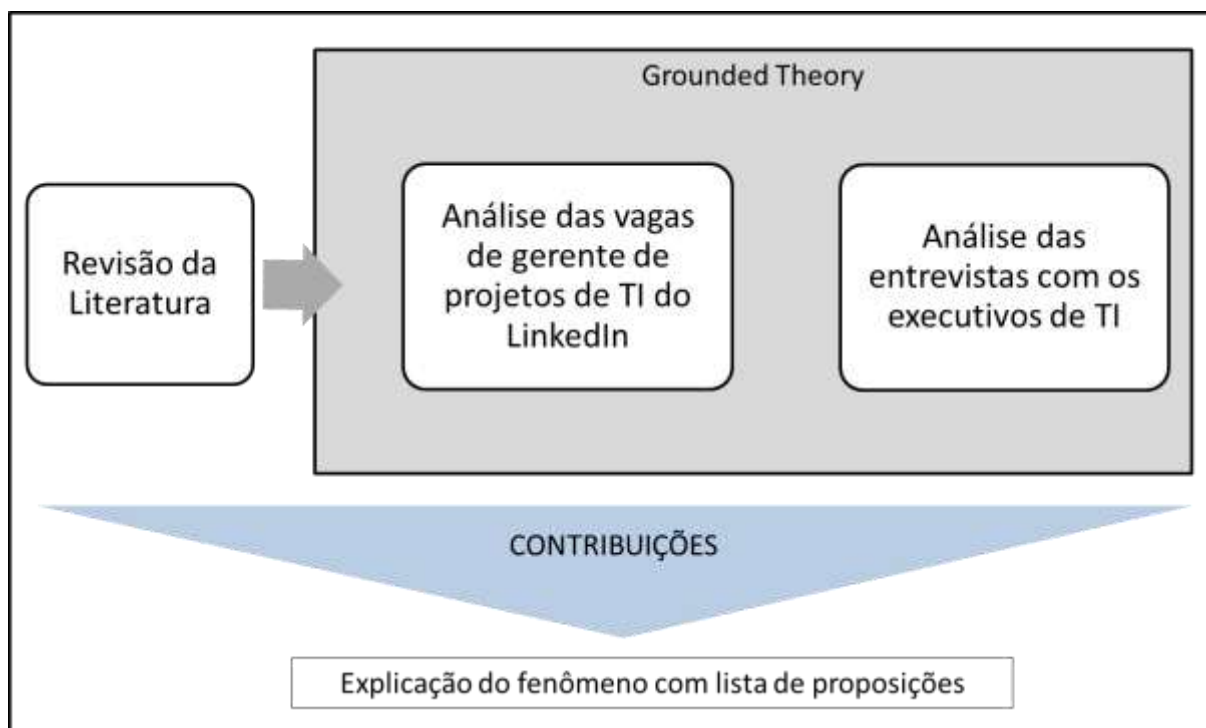 Grounded Theory
Revisão da
Literatura
Análise das vagas
de gerente de
projetos de TI do
LinkedIn
Análise das
entrevistas com os
executivos de TI
CONTRIBUIÇÕES
Explicação do fenômeno com lista de proposições